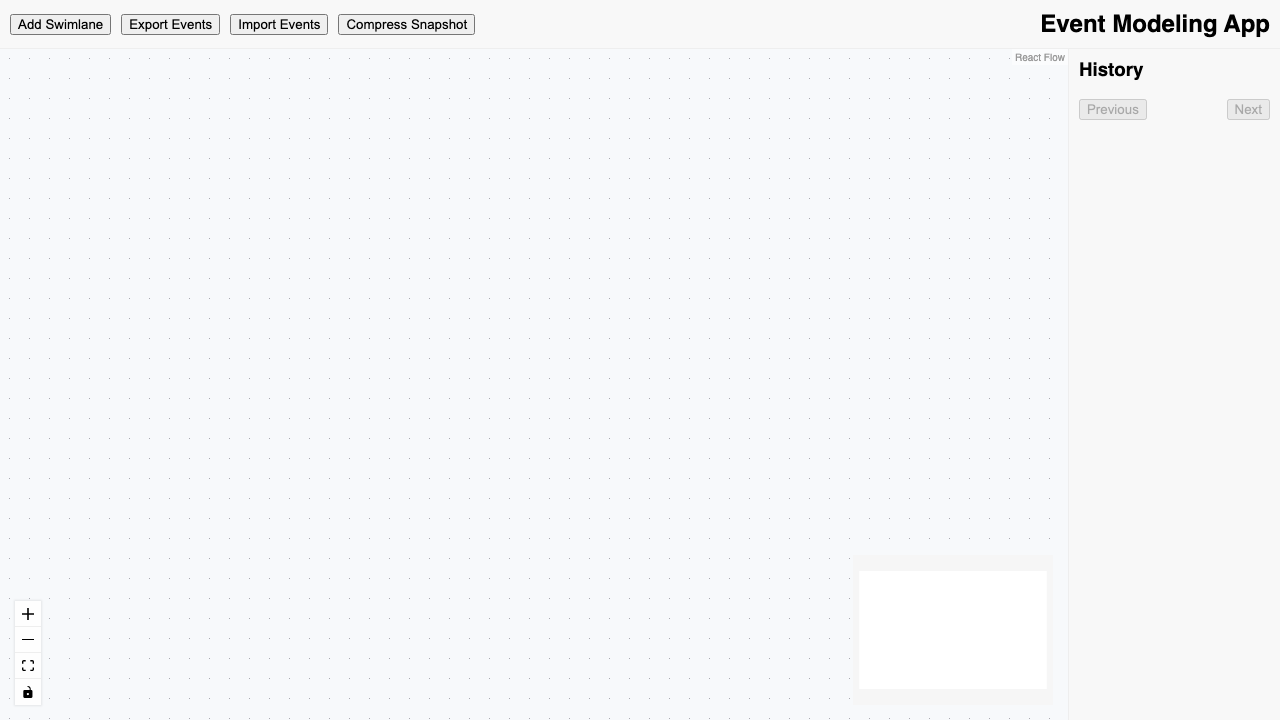 Add Swimlane Export Events Import Events Compress Snapshot Event Modeling App
React Flow
History
Previous Next